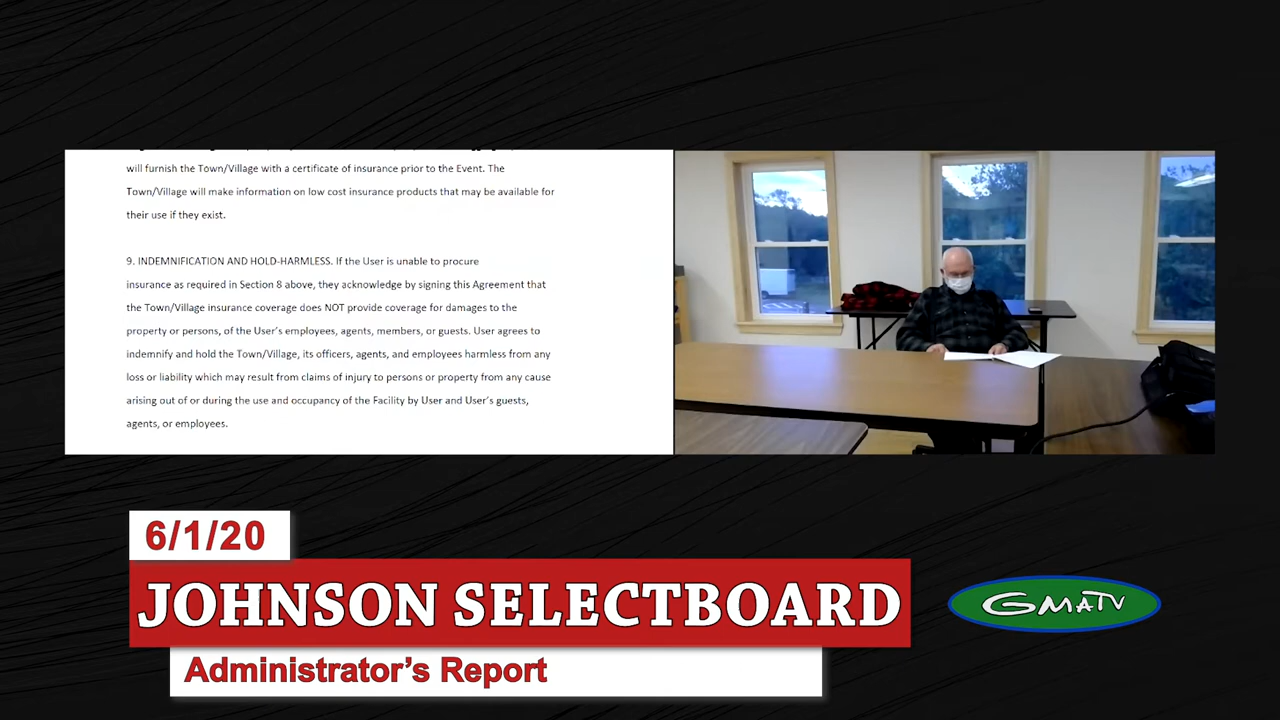 will furnish the Town/Village with a certificate of insurance prior to the Event. The
Town/Village will make information on low cost insurance products that may be available for
their use if they exist.
9. INDEMNIFICATION AND HOLD-HARMLESS. If the User is unable to procure
insurance as required in Section 8 above, they acknowledge by signing this Agreement that
the Town/Village insurance coverage does NOT provide coverage for damages to the
property or persons, of the User's employees, agents, members, or guests. User agrees to
indemnify and hold the Town/Village, its officers, agents, and employees harmless from any
loss or liability which may result from claims of injury to persons or property from any cause
arising out of or during the use and occupancy of the Facility by User and User's guests,
agents, or employees.
6/1/20
JOHNSON SELECTBOARD
Administrator's Report
GMATV